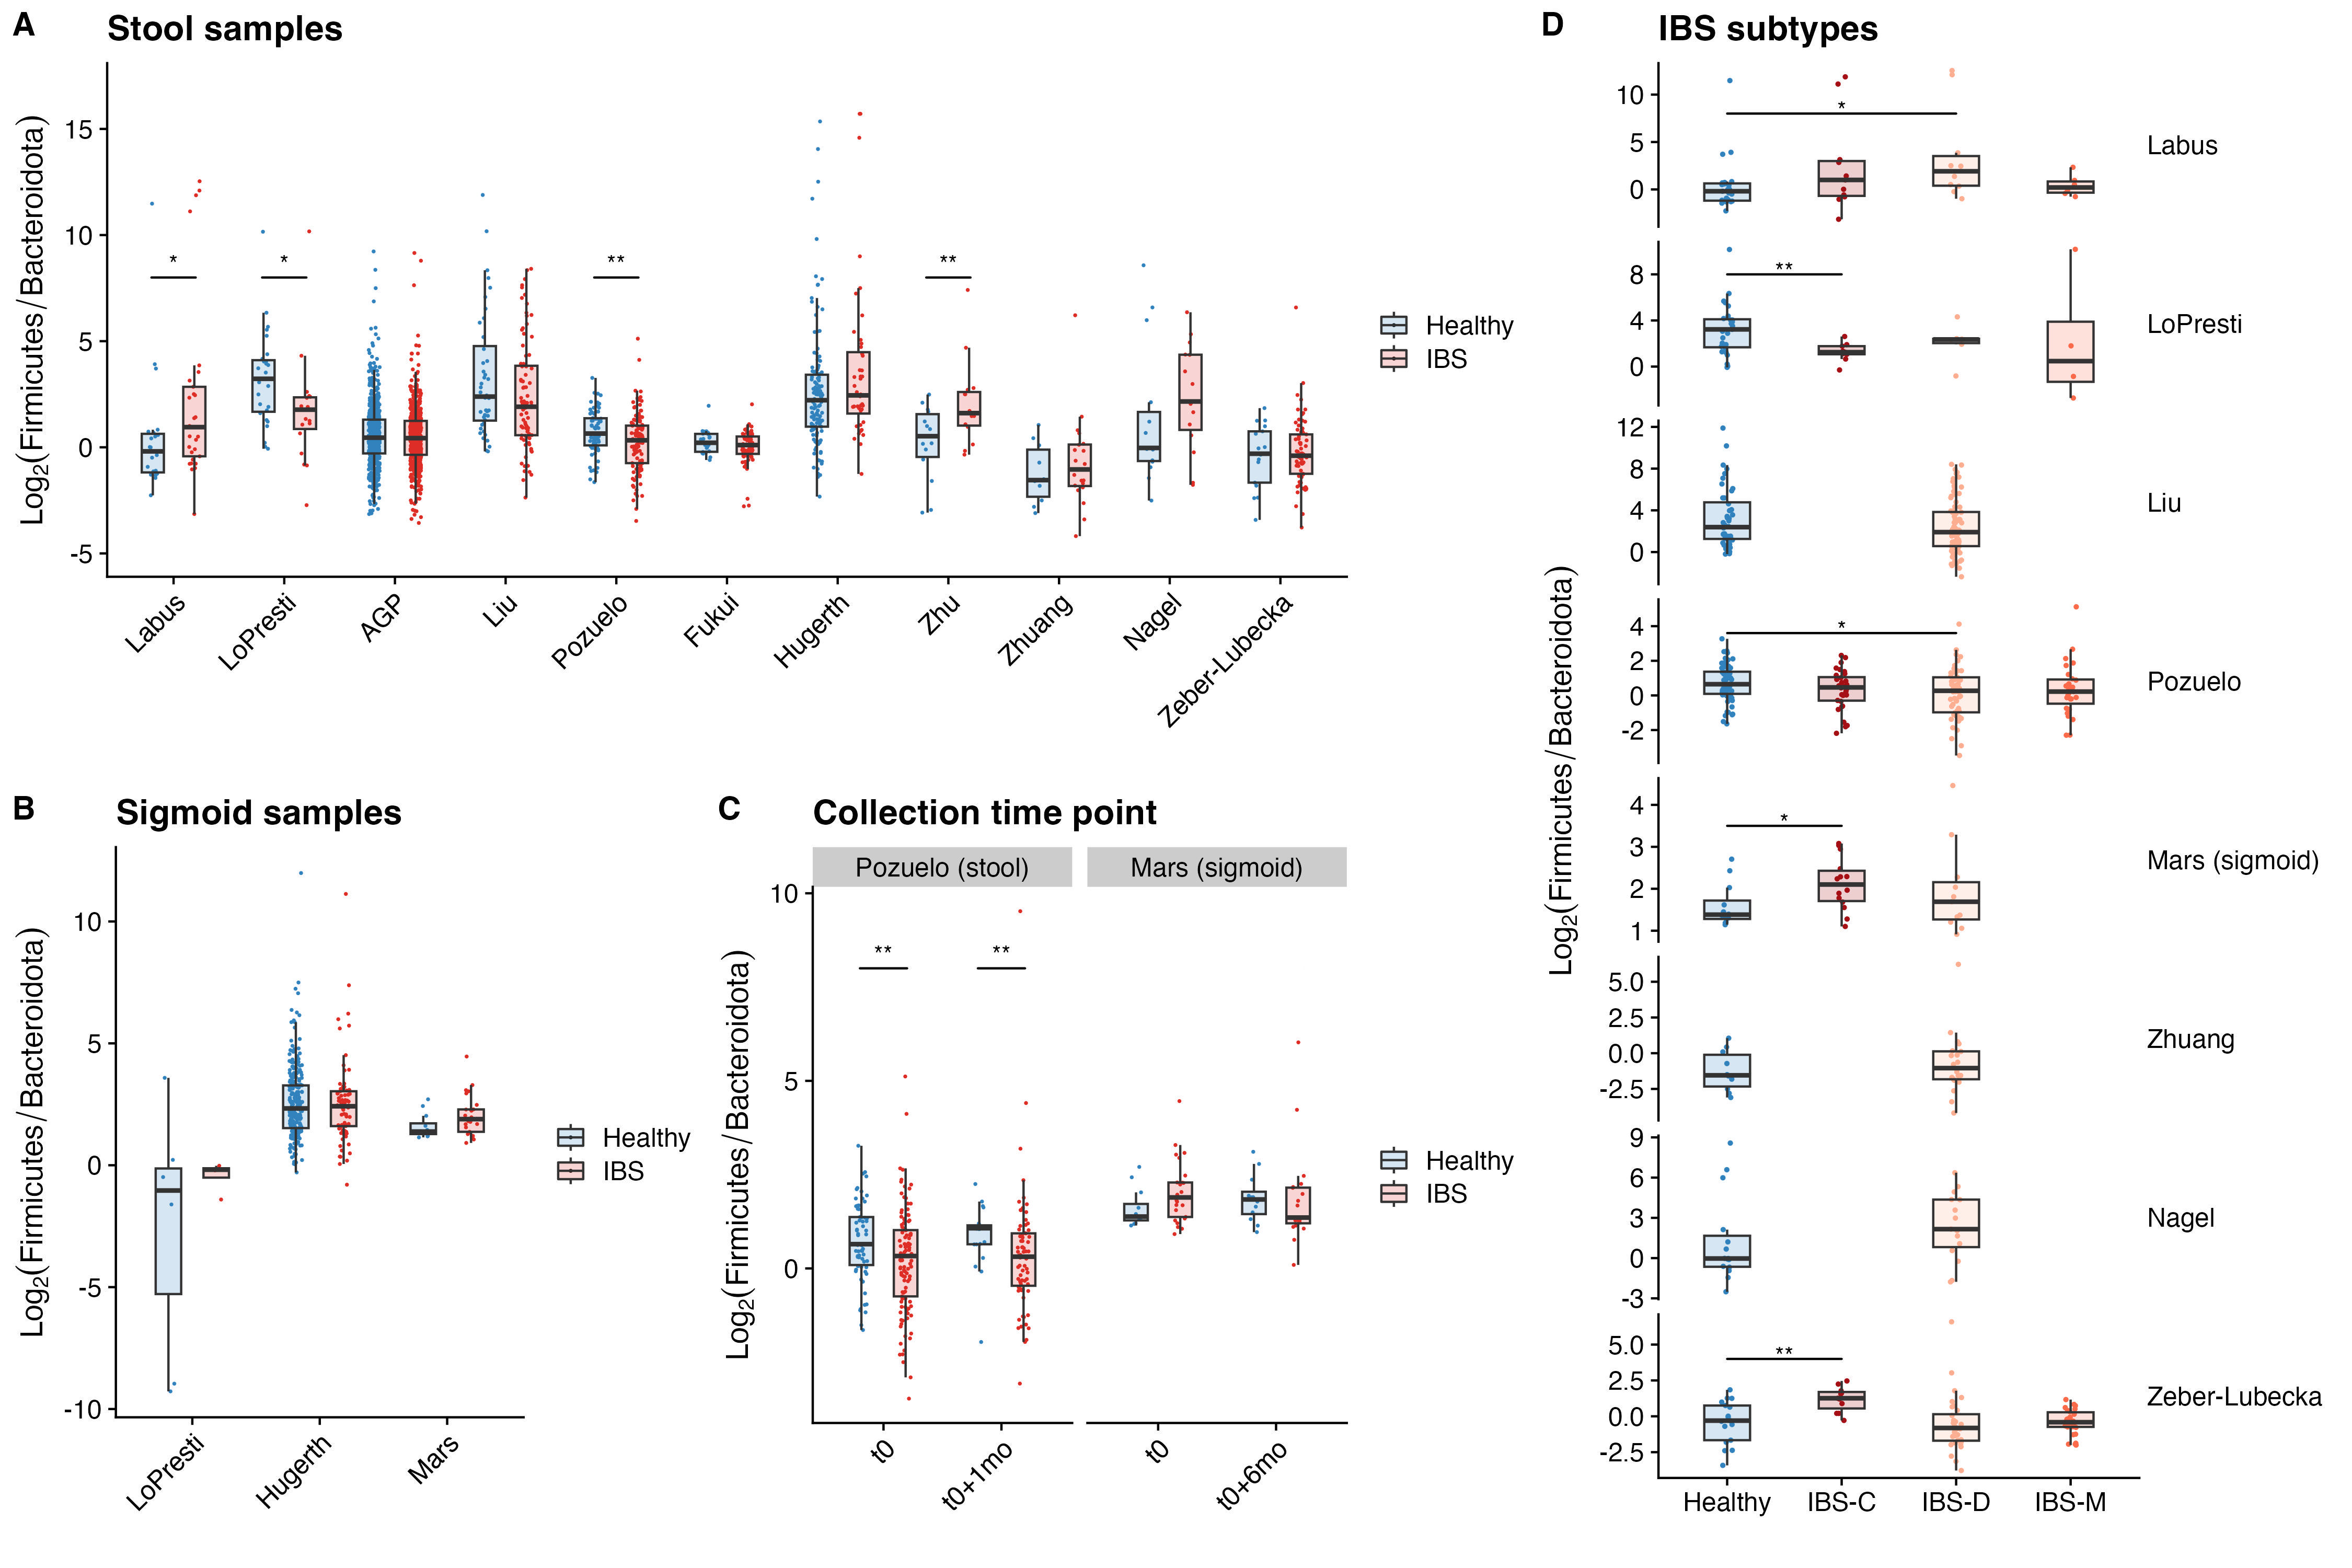 A
Stool samples
Log2(Firmicutes/Bacteroidota)
15
10
5
0
-5
*
*
**
**
Labus
LoPresti
AGP
Liu
Pozuelo
Fukui
Hugerth
Zhu
Zhuang
Nagel
Zeber-Lubecka
Healthy
IBS
B
Sigmoid samples
Log2(Firmicutes/Bacteroidota)
10
5
0
-5
-10
LoPresti
Hugerth
Mars
Healthy
IBS
C
Collection time point
Pozuelo (stool)
Mars (sigmoid)
Log2(Firmicutes/Bacteroidota)
10
5
0
**
**
t0
t0+1mo
t0
t0+6mo
Healthy
IBS
D
IBS subtypes
Log2(Firmicutes/Bacteroidota)
10
5
0
*
Labus
8
4
0
**
LoPresti
12
8
4
0
Liu
4
2
0
-2
*
Pozuelo
4
3
2
1
*
Mars (sigmoid)
5.0
2.5
0.0
-2.5
Zhuang
9
6
3
0
-3
Nagel
5.0
2.5
0.0
-2.5
**
Zeber-Lubecka
Healthy
IBS-C
IBS-D
IBS-M